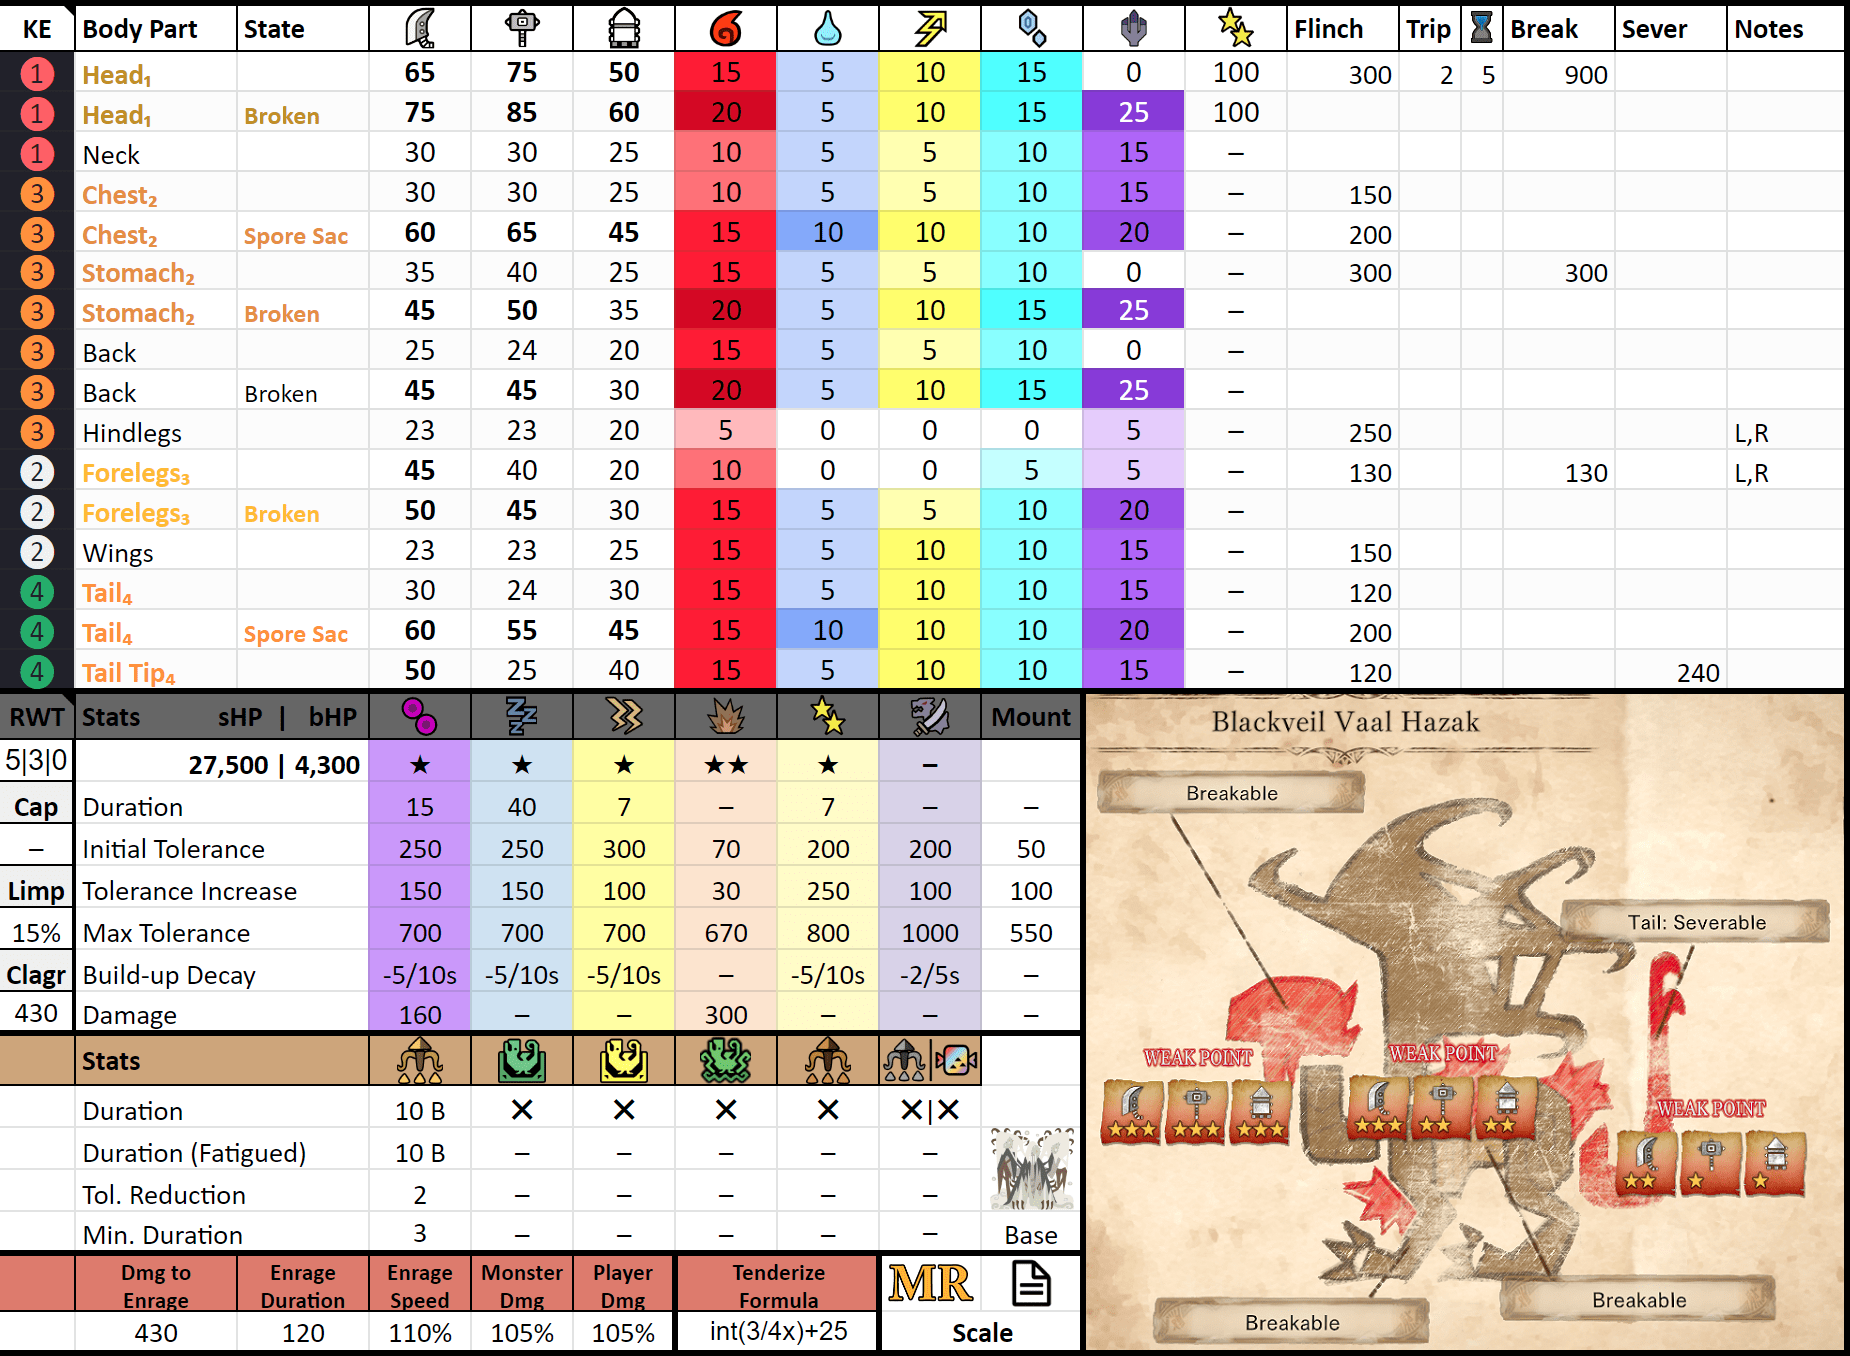 KE Body Part State Flinch Trip Break Sever Notes
1 Head₁ 65 75 50 15 5 10 15 0 100 300 2 5 900
1 Head₁ Broken 75 85 60 20 5 10 15 25 100
1 Neck 30 30 25 10 5 5 10 15 –
3 Chest₂ 30 30 25 10 5 5 10 15 – 150
3 Chest₂ Spore Sac 60 65 45 15 10 10 10 20 – 200
3 Stomach₂ 35 40 25 15 5 5 10 0 – 300 300
3 Stomach₂ Broken 45 50 35 20 5 10 15 25 –
3 Back 25 24 20 15 5 5 10 0 –
3 Back Broken 45 45 30 20 5 10 15 25 –
3 Hindlegs 23 23 20 5 0 0 0 5 – 250 L,R
2 Forelegs₃ 45 40 20 10 0 0 5 5 – 130 130 L,R
2 Forelegs₃ Broken 50 45 30 15 5 5 10 20 –
2 Wings 23 23 25 15 5 10 10 15 – 150
4 Tail₄ 30 24 30 15 5 10 10 15 – 120
4 Tail₄ Spore Sac 60 55 45 15 10 10 10 20 – 200
4 Tail Tip₄ 50 25 40 15 5 10 10 15 – 120 240
RWT Stats sHP | bHP Mount
5|3|0 27,500 | 4,300 ★ ★ ★ ★★ ★ –
Cap Duration 15 40 7 – 7 – –
– Initial Tolerance 250 250 300 70 200 200 50
Limp Tolerance Increase 150 150 100 30 250 100 100
15% Max Tolerance 700 700 700 670 800 1000 550
Clagr Build-up Decay -5/10s -5/10s -5/10s – -5/10s -2/5s –
430 Damage 160 – – 300 – – –
Stats
Duration 10 B ✕ ✕ ✕ ✕ ✕|✕
Duration (Fatigued) 10 B – – – – –
Tol. Reduction 2 – – – – –
Min. Duration 3 – – – – – Base
Dmg to Enrage Enrage Duration Enrage Speed Monster Dmg Player Dmg Tenderize Formula MR
430 120 110% 105% 105% int(3/4x)+25 Scale
Blackveil Vaal Hazak
Breakable
Tail: Severable
WEAK POINT
WEAK POINT
WEAK POINT
Breakable
Breakable